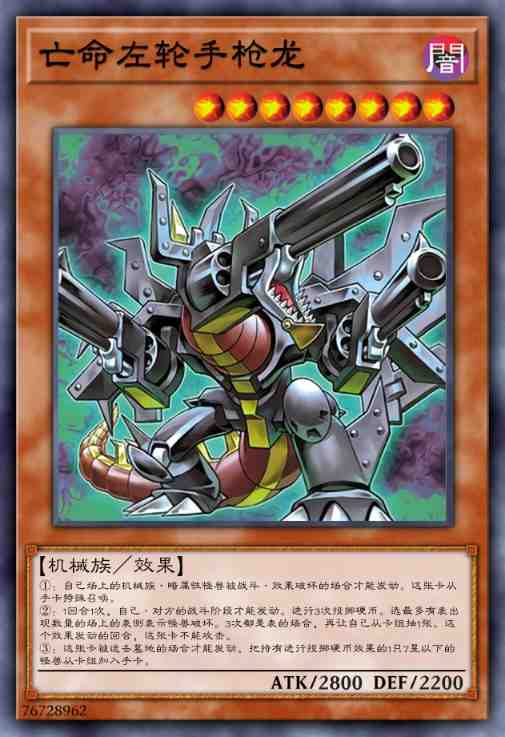 亡命左轮手枪龙
闇
【机械族／效果】
①：自己场上的机械族·暗属性怪兽被战斗·效果破坏的场合才能发动。这张卡从
手卡特殊召唤。
②：1回合1次，自己·对方的战斗阶段才能发动。进行3次投掷硬币。选最多有表出
现数量的场上的表侧表示怪兽破坏。3次都是表的场合，再让自己从卡组抽1张。这
个效果发动的回合，这张卡不能攻击。
③：这张卡被送去墓地的场合才能发动。把持有进行投掷硬币效果的1只7星以下的
怪兽从卡组加入手卡。
ATK/2800 DEF/2200
76728962